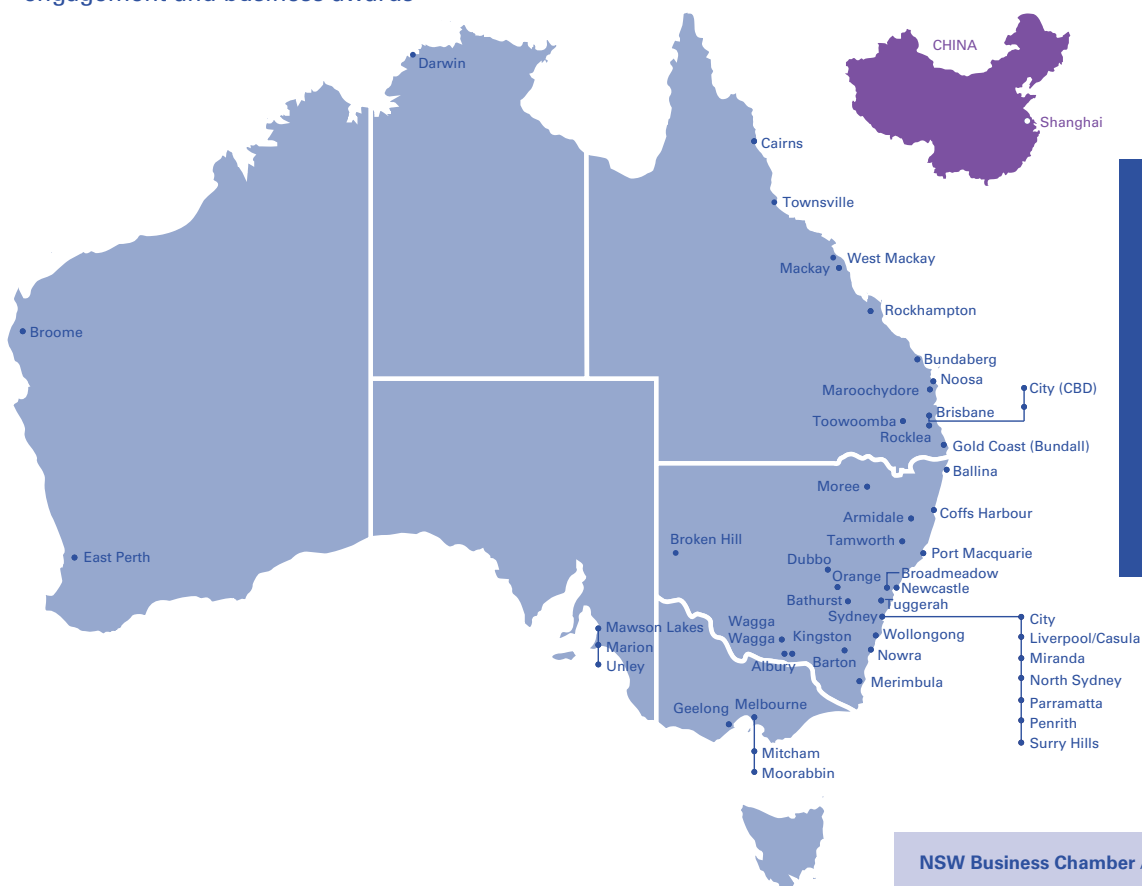 engagement and business awards
CHINA
Shanghai
Darwin
Cairns
Townsville
West Mackay
Mackay
Rockhampton
Broome
Bundaberg
Noosa
Maroochydore
City (CBD)
Brisbane
Toowoomba
Rocklea
Gold Coast (Bundall)
Ballina
Moree
Coffs Harbour
Armidale
Broken Hill
Tamworth
East Perth
Port Macquarie
Dubbo
Orange
Broadmeadow
Newcastle
Bathurst
Tuggerah
Sydney
City
Liverpool/Casula
Miranda
North Sydney
Parramatta
Penrith
Surry Hills
Mawson Lakes
Marion
Unley
Wagga
Wagga
Kingston
Wollongong
Nowra
Albury
Barton
Merimbula
Geelong
Melbourne
Mitcham
Moorabbin
NSW Business Chamber